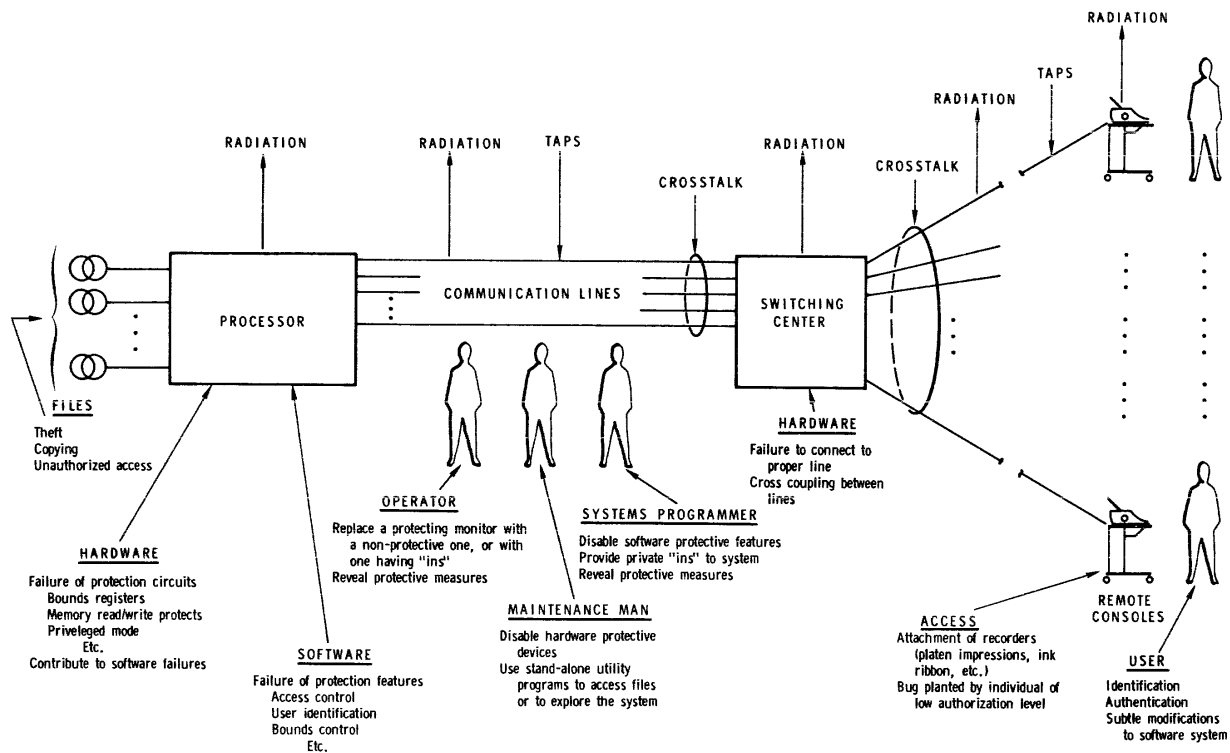 RADIATION
TAPS
RADIATION
RADIATION
RADIATION
TAPS
RADIATION
CROSSTALK
CROSSTALK
PROCESSOR
COMMUNICATION LINES
SWITCHING
CENTER
FILES
Theft
Copying
Unauthorized access
HARDWARE
Failure of protection circuits
Bounds registers
Memory read/write protects
Priveleged mode
Etc.
Contribute to software failures
SOFTWARE
Failure of protection features
Access control
User identification
Bounds control
Etc.
OPERATOR
Replace a protecting monitor with
a non-protective one, or with
one having "ins"
Reveal protective measures
MAINTENANCE MAN
Disable hardware protective
devices
Use stand-alone utility
programs to access files
or to explore the system
SYSTEMS PROGRAMMER
Disable software protective features
Provide private "ins" to system
Reveal protective measures
HARDWARE
Failure to connect to
proper line
Cross coupling between
lines
ACCESS
Attachment of recorders
(platen impressions, ink
ribbon, etc.)
Bug planted by individual of
low authorization level
REMOTE
CONSOLES
USER
Identification
Authentication
Subtle modifications
to software system